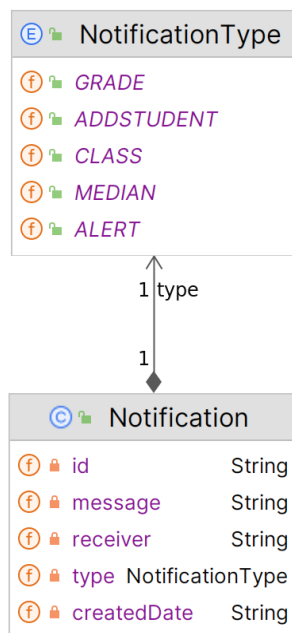 E NotificationType
f GRADE
f ADDSTUDENT
f CLASS
f MEDIAN
f ALERT
1 type
1
C Notification
f id String
f message String
f receiver String
f type NotificationType
f createdDate String